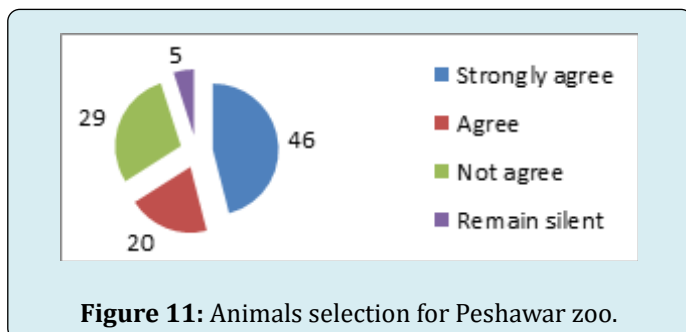 5
Strongly agree
29
46
Agree
Not agree
20
Remain silent
Figure 11: Animals selection for Peshawar zoo.